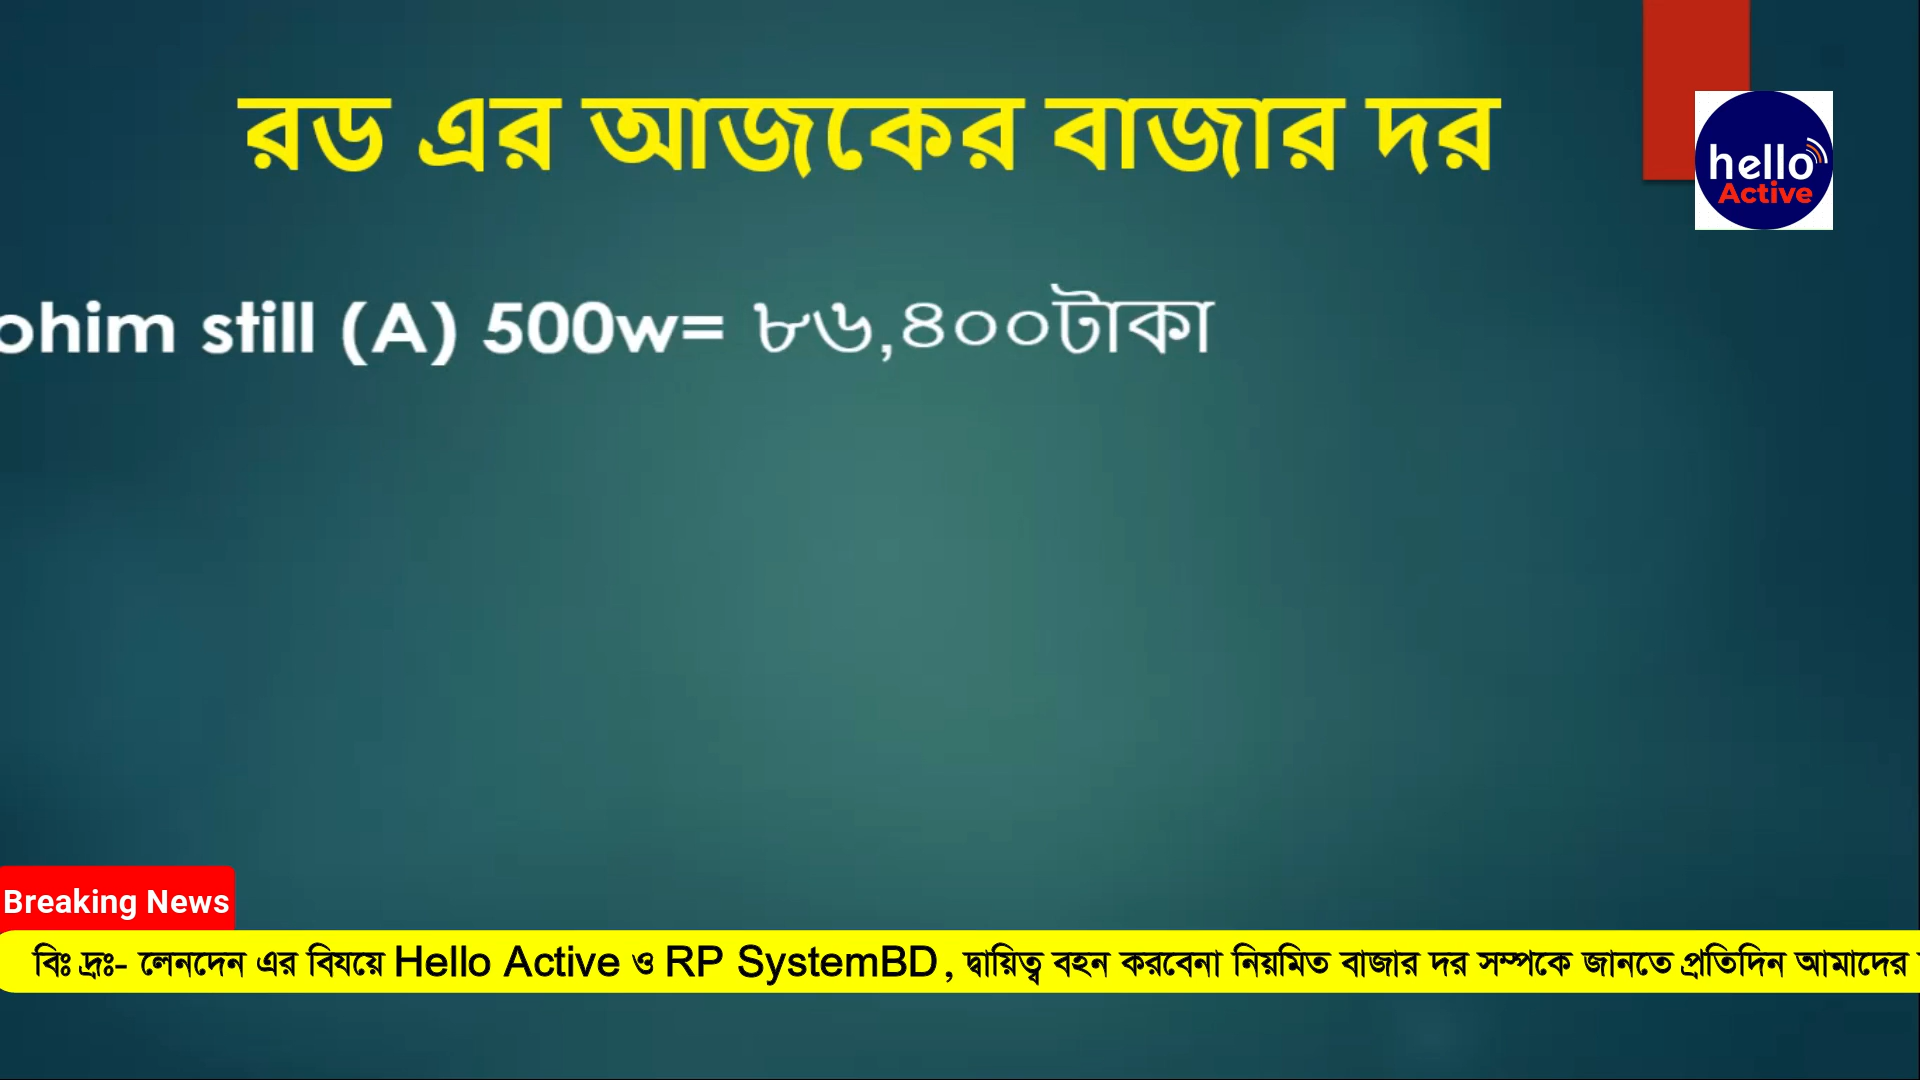 রড এর আজকের বাজার দর
hello
Active
ohim still (A) 500w= ৮৬,৪০০টাকা
Breaking News
বিঃ দ্রঃ- লেনদেন এর বিযয়ে Hello Active ও RP SystemBD, দ্বায়িত্ব বহন করবেনা নিয়মিত বাজার দর সম্পকে জানতে প্রতিদিন আমাদের